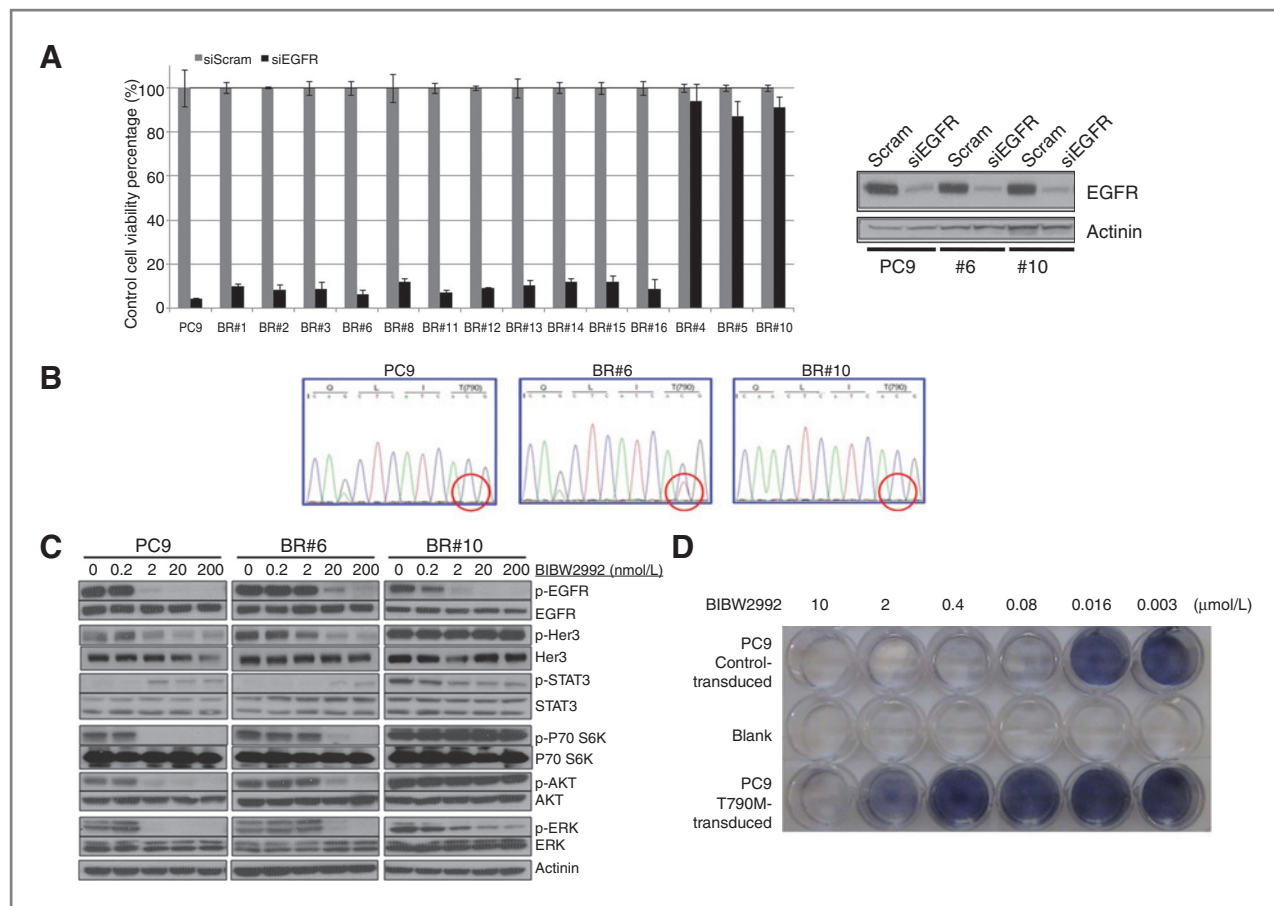 A
siScram siEGFR
Control cell viability percentage (%)
100
80
60
40
20
0
PC9 BR#1 BR#2 BR#3 BR#6 BR#8 BR#11 BR#12 BR#13 BR#14 BR#15 BR#16 BR#4 BR#5 BR#10
Scram siEGFR Scram siEGFR Scram siEGFR
EGFR
Actinin
PC9 #6 #10
B
PC9 BR#6 BR#10
Q L I T(790) Q L I T(790) Q L I T(790)
C
PC9 BR#6 BR#10
0 0.2 2 20 200 0 0.2 2 20 200 0 0.2 2 20 200 BIBW2992 (nmol/L)
p-EGFR
EGFR
p-Her3
Her3
p-STAT3
STAT3
p-P70 S6K
P70 S6K
p-AKT
AKT
p-ERK
ERK
Actinin
D
BIBW2992 10 2 0.4 0.08 0.016 0.003 (μmol/L)
PC9
Control-
transduced
Blank
PC9
T790M-
transduced